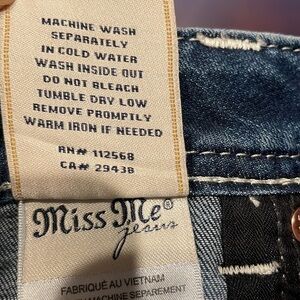 MACHINE WASH
SEPARATELY
IN COLD WATER
WASH INSIDE OUT
DO NOT BLEACH
TUMBLE DRY LOW
REMOVE PROMPTLY
WARM IRON IF NEEDED
RN# 112568
CA# 29438
Miss Me®
jeans
FABRIQUÉ AU VIETNAM
MACHINE SEPAREMENT